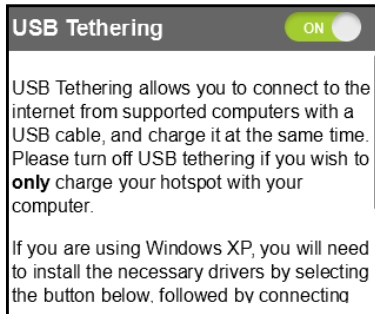 USB Tethering ON
USB Tethering allows you to connect to the
internet from supported computers with a
USB cable, and charge it at the same time.
Please turn off USB tethering if you wish to
only charge your hotspot with your
computer.
If you are using Windows XP, you will need
to install the necessary drivers by selecting
the button below, followed by connecting